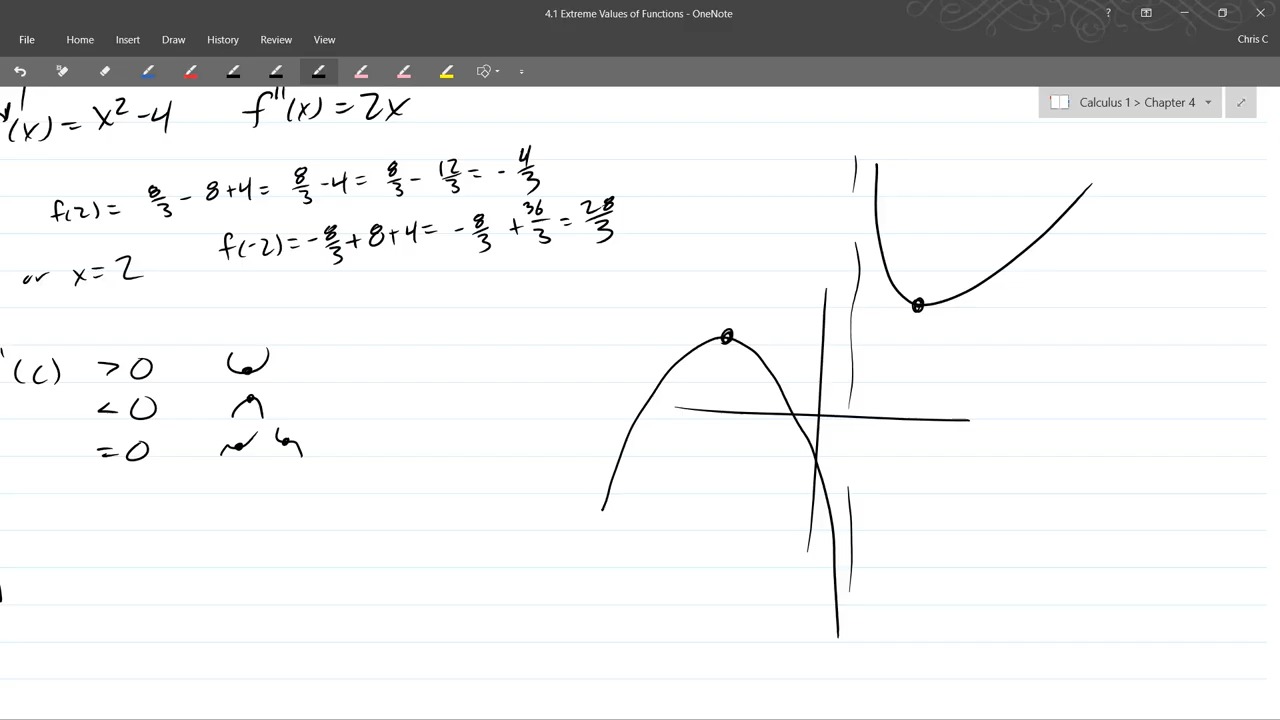 4.1 Extreme Values of Functions - OneNote
File Home Insert Draw History Review View Chris C
Calculus 1 > Chapter 4
'(x) = x² - 4 f''(x) = 2x
f(2) = 8/3 - 8 + 4 = 8/3 - 4 = 8/3 - 12/3 = - 4/3
f(-2) = - 8/3 + 8 + 4 = - 8/3 + 36/3 = 28/3
or x = 2
'(c) > 0
< 0
= 0